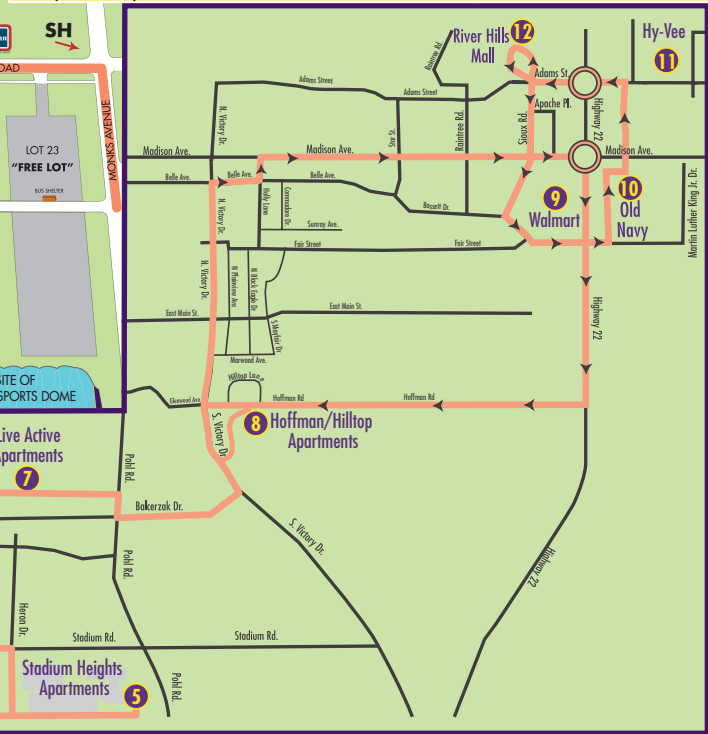 SH
OAD
MONKS AVENUE
LOT 23
"FREE LOT"
BUS SHELTER
SITE OF
SPORTS DOME
River Hills
Mall
12
Hy-Vee
11
Raintree Rd.
Adams Street
Adams Street
Adams St.
Apache Pl.
Highway 22
N. Victory Dr.
Sioux Rd.
Raintree Rd.
Madison Ave.
Madison Ave.
Madison Ave.
Belle Ave.
Belle Ave.
Belle Ave.
Holly Lane
Commodore Dr.
Bassett Dr.
N. Victory Dr.
Sunray Ave.
Fair Street
Fair Street
9
Walmart
10
Old
Navy
Martin Luther King Jr. Dr.
N. Victory Dr.
N Plainview Ave
N Black Eagle Dr
S Mayfair Dr
East Main St.
East Main St.
Highway 22
Marwood Ave.
Hilltop Lane
Glenwood Ave.
Hoffman Rd
Hoffman Rd
8
Hoffman/Hilltop
Apartments
S. Victory Dr.
Live Active
Apartments
7
Pohl Rd.
Balcerzak Dr.
S. Victory Dr.
Highway 22
Pohl Rd.
Heron Dr.
Stadium Rd.
Stadium Rd.
Stadium Heights
Apartments
5
Pohl Rd.